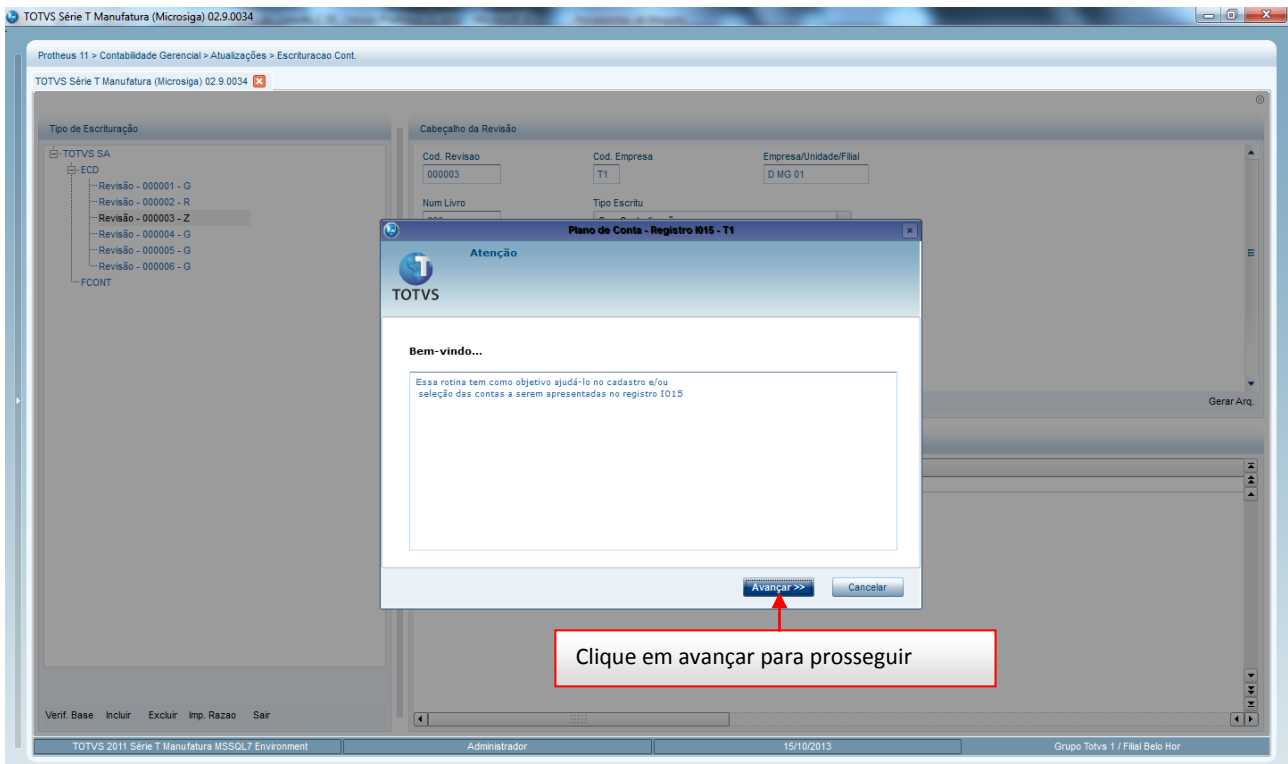 TOTVS Série T Manufatura (Microsiga) 02.9.0034
Protheus 11 > Contabilidade Gerencial > Atualizações > Escrituracao Cont.
TOTVS Série T Manufatura (Microsiga) 02.9.0034
Tipo de Escrituração
TOTVS SA
ECD
Revisão - 000001 - G
Revisão - 000002 - R
Revisão - 000003 - Z
Revisão - 000004 - G
Revisão - 000005 - G
Revisão - 000006 - G
FCONT
Cabeçalho da Revisão
Cod. Revisao Cod. Empresa Empresa/Unidade/Filial
000003 T1 D MG 01
Num Livro Tipo Escritu
Plano de Conta - Registro I015 - T1
Atenção
TOTVS
Bem-vindo...
Essa rotina tem como objetivo ajudá-lo no cadastro e/ou
seleção das contas a serem apresentadas no registro I015
Gerar Arq.
Avançar >> Cancelar
Clique em avançar para prosseguir
Verif. Base Incluir Excluir Imp. Razao Sair
TOTVS 2011 Série T Manufatura MSSQL7 Environment Administrador 15/10/2013 Grupo Totvs 1 / Filial Belo Hor